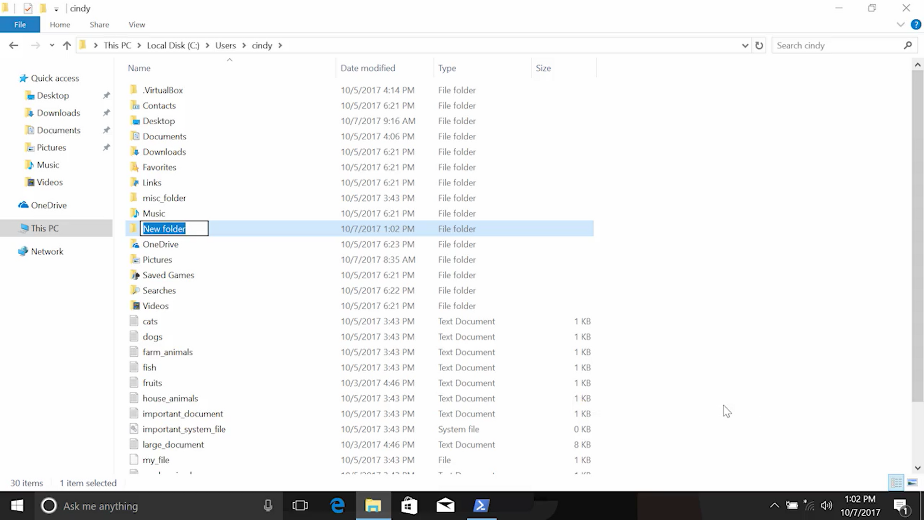 cindy
File Home Share View
This PC Local Disk (C:) Users cindy Search cindy
Name Date modified Type Size
Quick access
Desktop
Downloads
Documents
Pictures
Music
Videos
OneDrive
This PC
Network
.VirtualBox 10/5/2017 4:14 PM File folder
Contacts 10/5/2017 6:21 PM File folder
Desktop 10/7/2017 9:16 AM File folder
Documents 10/5/2017 4:06 PM File folder
Downloads 10/5/2017 6:21 PM File folder
Favorites 10/5/2017 6:21 PM File folder
Links 10/5/2017 6:21 PM File folder
misc_folder 10/5/2017 3:43 PM File folder
Music 10/5/2017 6:21 PM File folder
New folder 10/7/2017 1:02 PM File folder
OneDrive 10/5/2017 6:23 PM File folder
Pictures 10/7/2017 8:35 AM File folder
Saved Games 10/5/2017 6:21 PM File folder
Searches 10/5/2017 6:22 PM File folder
Videos 10/5/2017 6:21 PM File folder
cats 10/5/2017 3:43 PM Text Document 1 KB
dogs 10/5/2017 3:43 PM Text Document 1 KB
farm_animals 10/5/2017 3:43 PM Text Document 1 KB
fish 10/5/2017 3:43 PM Text Document 1 KB
fruits 10/3/2017 4:46 PM Text Document 1 KB
house_animals 10/5/2017 3:43 PM Text Document 1 KB
important_document 10/5/2017 3:43 PM Text Document 1 KB
important_system_file 10/5/2017 3:43 PM System file 0 KB
large_document 10/3/2017 4:46 PM Text Document 8 KB
my_file 10/5/2017 3:43 PM File 1 KB
30 items 1 item selected
Ask me anything
1:02 PM
10/7/2017